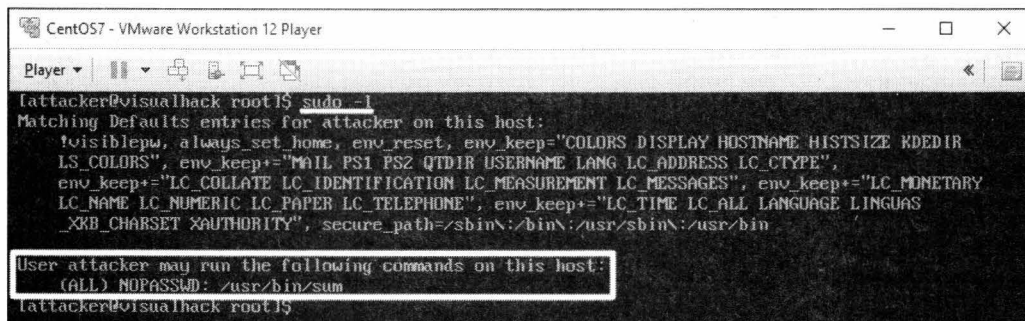 CentOS7 - VMware Workstation 12 Player
Player
[attacker@visualhack root]$ sudo -l
Matching Defaults entries for attacker on this host:
!visiblepw, always_set_home, env_reset, env_keep="COLORS DISPLAY HOSTNAME HISTSIZE KDEDIR
LS_COLORS", env_keep+="MAIL PS1 PS2 QTDIR USERNAME LANG LC_ADDRESS LC_CTYPE",
env_keep+="LC_COLLATE LC_IDENTIFICATION LC_MEASUREMENT LC_MESSAGES", env_keep+="LC_MONETARY
LC_NAME LC_NUMERIC LC_PAPER LC_TELEPHONE", env_keep+="LC_TIME LC_ALL LANGUAGE LINGUAS
_XKB_CHARSET XAUTHORITY", secure_path=/sbin\:/bin\:/usr/sbin\:/usr/bin
User attacker may run the following commands on this host:
(ALL) NOPASSWD: /usr/bin/sum
[attacker@visualhack root]$